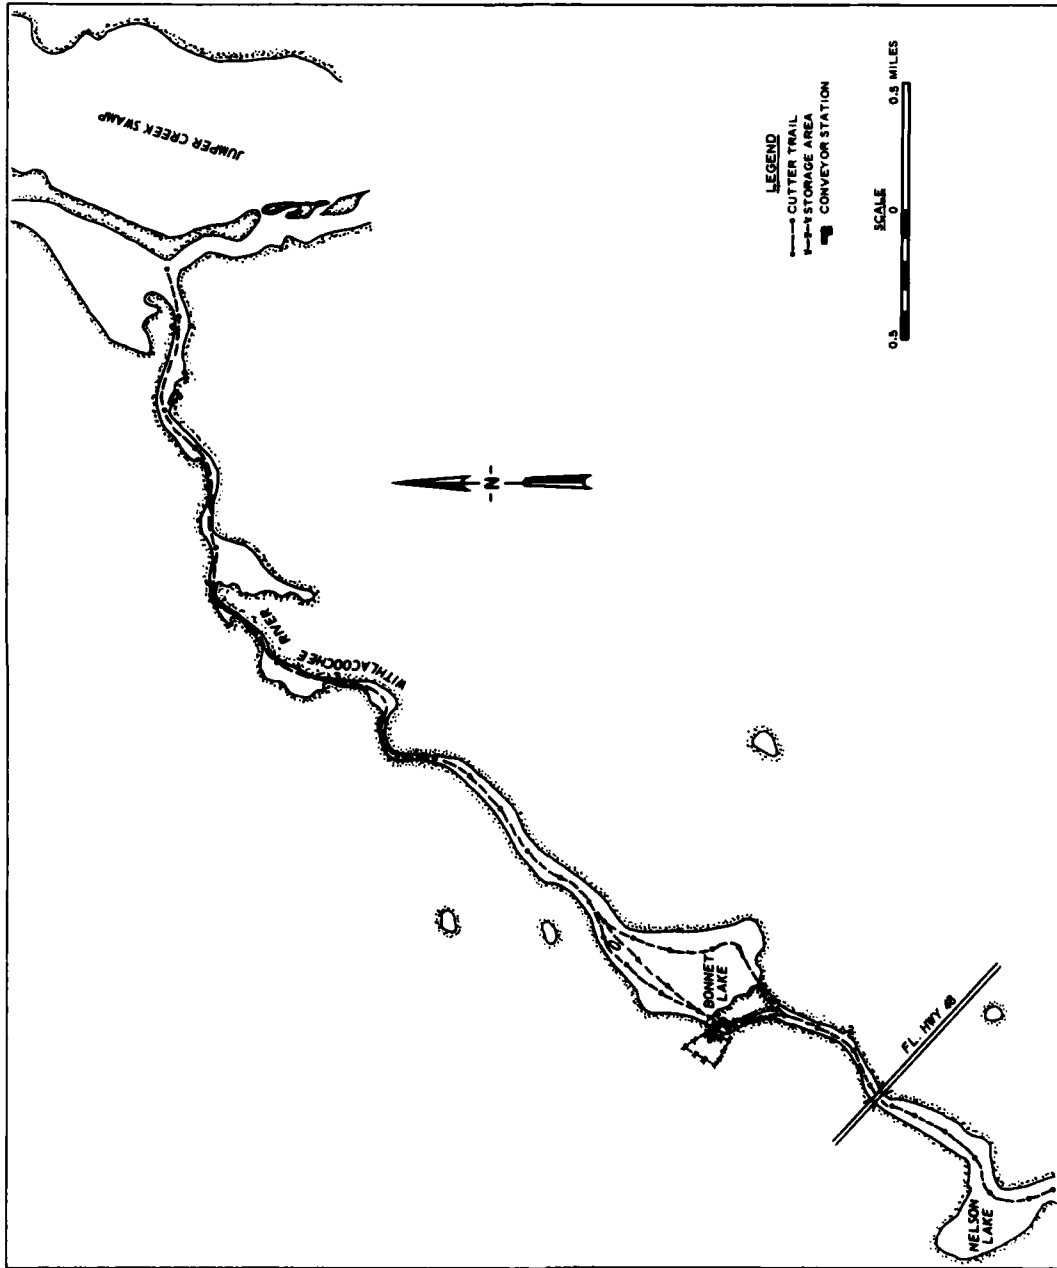 JUMPER CREEK SWAMP
LEGEND
CUTTER TRAIL
STORAGE AREA
CONVEYOR STATION
SCALE
0.5 0 0.5 MILES
-N-
WITHLACOOCHEE
RIVER
BONNET
LAKE
FL. HWY 48
NELSON
LAKE